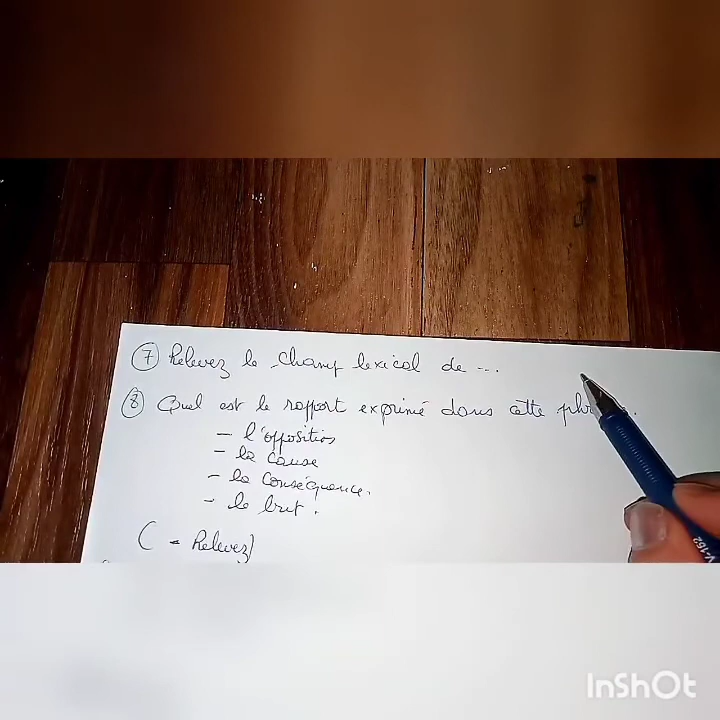 ⑦ Relevez le champ lexical de ...
⑧ Quel est le rapport exprimé dans cette phrase.
- l'opposition
- la cause
- la conséquence.
- le but.
( - Relevez)
V-162
InShOt